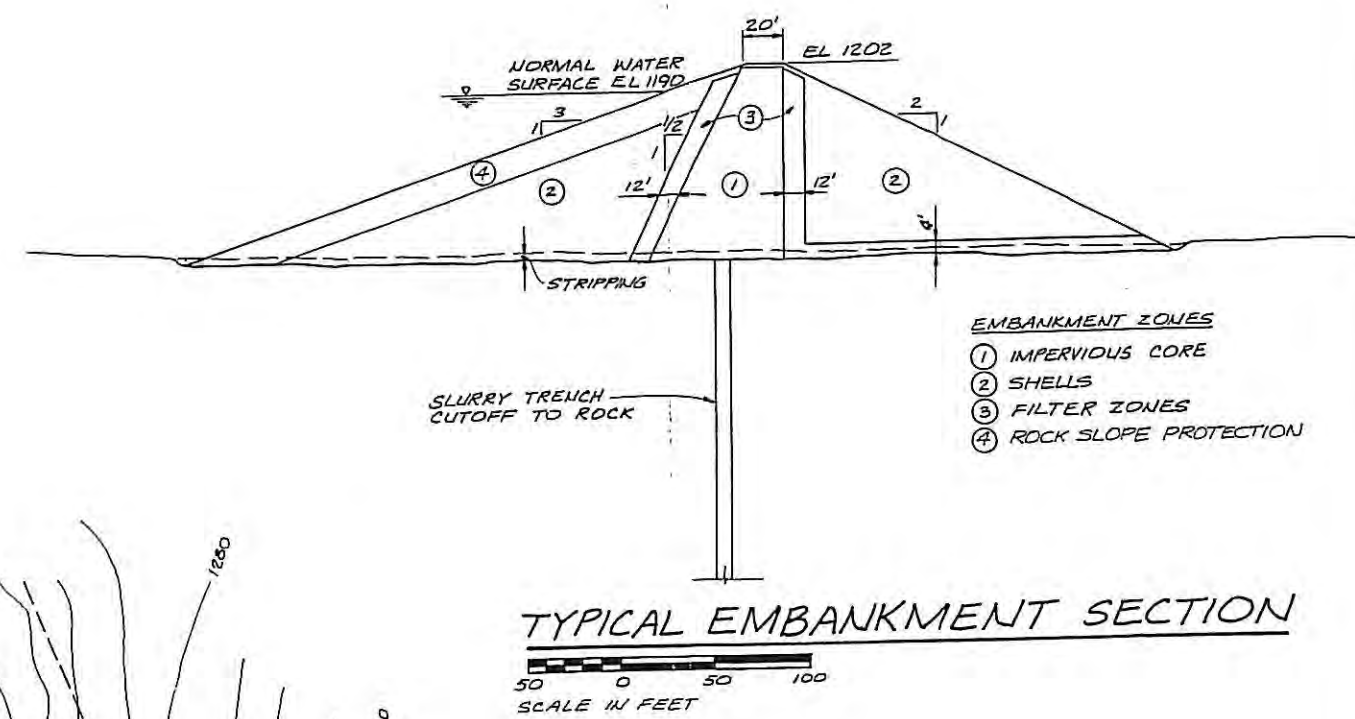 20'
EL 1202
NORMAL WATER
SURFACE EL 1190
3
1
2
1
1/2
1
3
4
2
12'
1
12'
2
4'
STRIPPING
EMBANKMENT ZONES
1 IMPERVIOUS CORE
2 SHELLS
3 FILTER ZONES
4 ROCK SLOPE PROTECTION
SLURRY TRENCH
CUTOFF TO ROCK
1280
TYPICAL EMBANKMENT SECTION
50 0 50 100
SCALE IN FEET